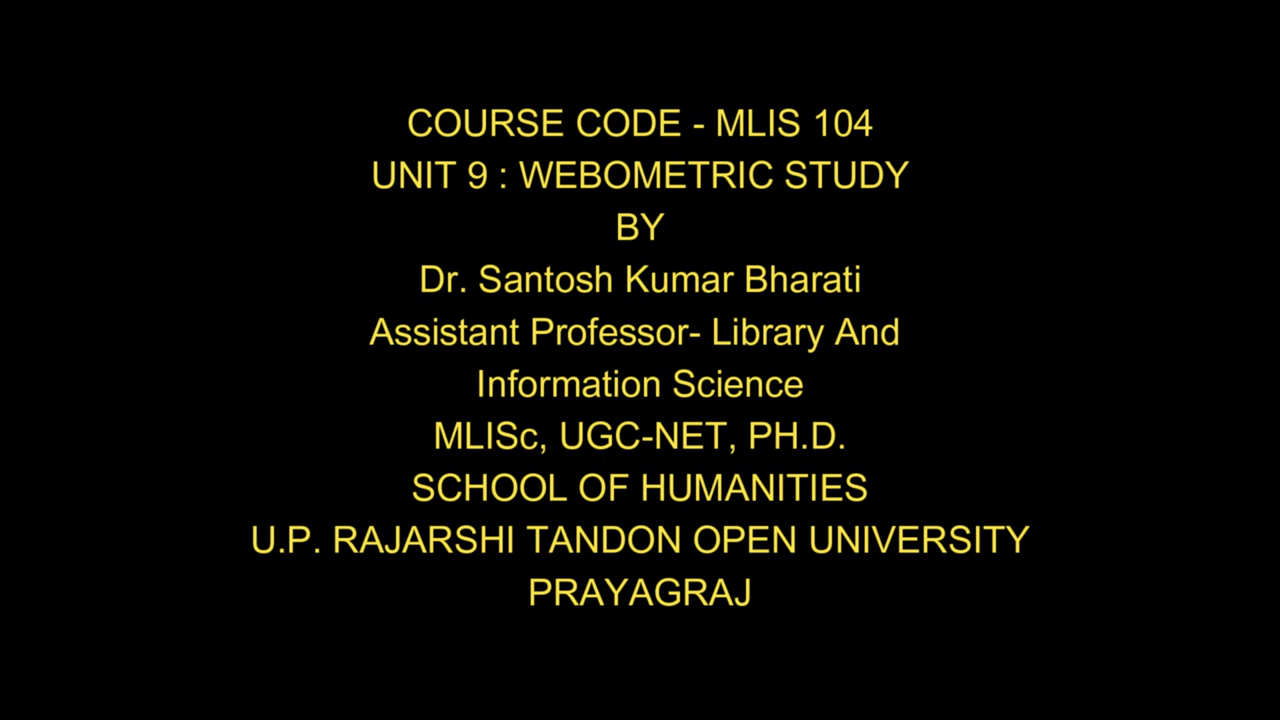 COURSE CODE - MLIS 104
UNIT 9 : WEBOMETRIC STUDY
BY
Dr. Santosh Kumar Bharati
Assistant Professor- Library And
Information Science
MLISc, UGC-NET, PH.D.
SCHOOL OF HUMANITIES
U.P. RAJARSHI TANDON OPEN UNIVERSITY
PRAYAGRAJ